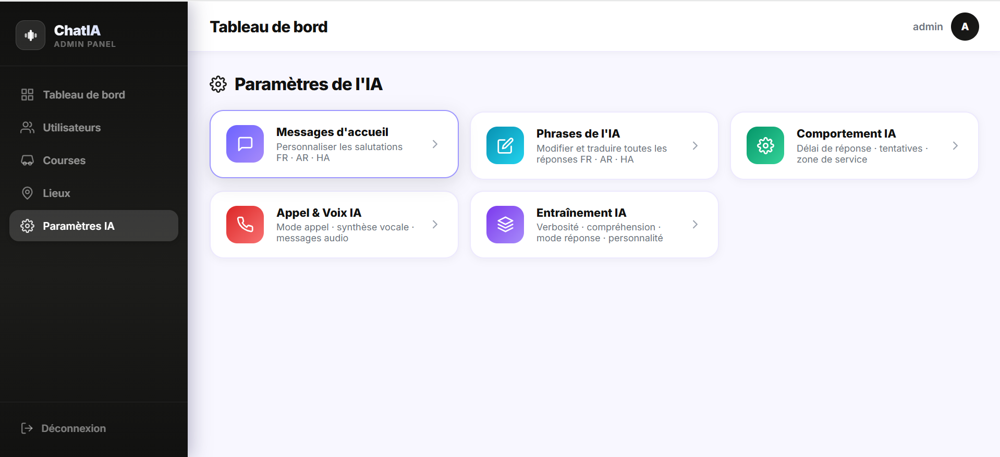 ChatIA
ADMIN PANEL
Tableau de bord
Utilisateurs
Courses
Lieux
Paramètres IA
Déconnexion
Tableau de bord
admin
A
Paramètres de l'IA
Messages d'accueil
Personnaliser les salutations
FR · AR · HA
Phrases de l'IA
Modifier et traduire toutes les
réponses FR · AR · HA
Comportement IA
Délai de réponse · tentatives ·
zone de service
Appel & Voix IA
Mode appel · synthèse vocale ·
messages audio
Entraînement IA
Verbosité · compréhension ·
mode réponse · personnalité